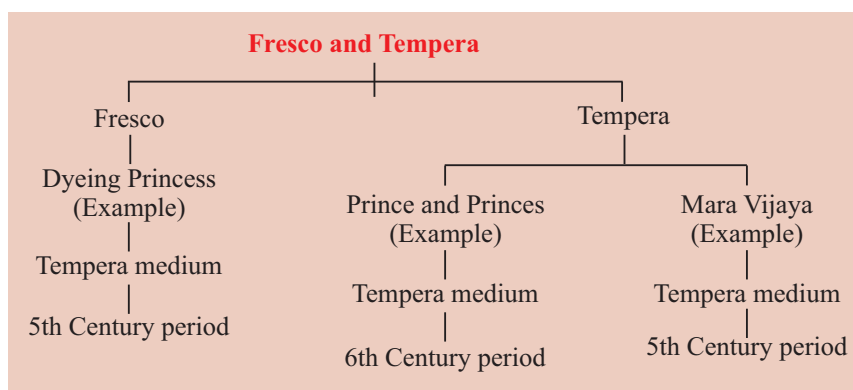 Fresco and Tempera
Fresco
Tempera
Dyeing Princess
(Example)
Prince and Princes
(Example)
Mara Vijaya
(Example)
Tempera medium
Tempera medium
Tempera medium
5th Century period
6th Century period
5th Century period